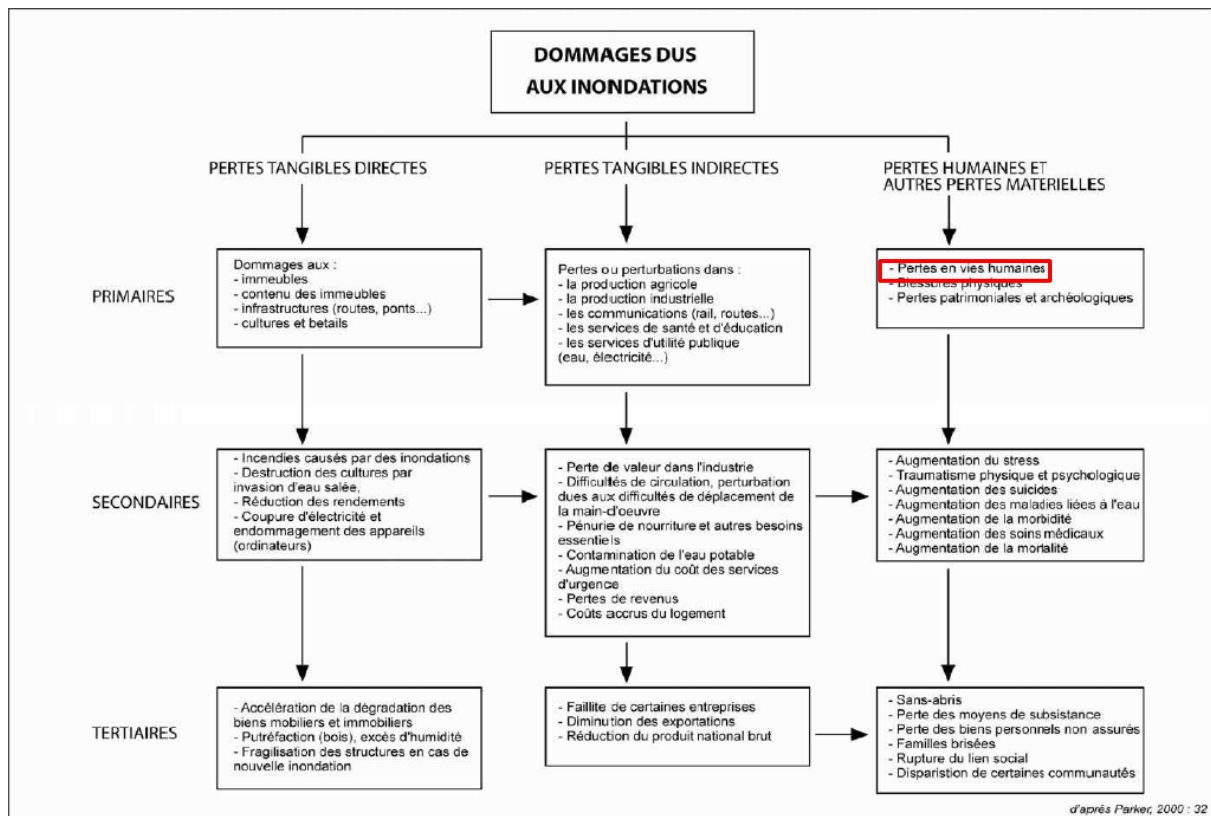 DOMMAGES DUS
AUX INONDATIONS
PERTES TANGIBLES DIRECTES
PERTES TANGIBLES INDIRECTES
PERTES HUMAINES ET
AUTRES PERTES MATERIELLES
PRIMAIRES
Dommages aux :
- immeubles
- contenu des immeubles
- infrastructures (routes, ponts...)
- cultures et betails
Pertes ou perturbations dans :
- la production agricole
- la production industrielle
- les communications (rail, routes...)
- les services de santé et d'éducation
- les services d'utilité publique
(eau, électricité...)
- Pertes en vies humaines
- Blessures physiques
- Pertes patrimoniales et archéologiques
SECONDAIRES
- Incendies causés par des inondations
- Destruction des cultures par
invasion d'eau salée,
- Réduction des rendements
- Coupure d'électricité et
endommagement des appareils
(ordinateurs)
- Perte de valeur dans l'industrie
- Difficultés de circulation, perturbation
dues aux difficultés de déplacement de
la main-d'oeuvre
- Pénurie de nourriture et autres besoins
essentiels
- Contamination de l'eau potable
- Augmentation du coût des services
d'urgence
- Pertes de revenus
- Coûts accrus du logement
- Augmentation du stress
- Traumatisme physique et psychologique
- Augmentation des suicides
- Augmentation des maladies liées à l'eau
- Augmentation de la morbidité
- Augmentation des soins médicaux
- Augmentation de la mortalité
TERTIAIRES
- Accélération de la dégradation des
biens mobiliers et immobiliers
- Putréfaction (bois), excès d'humidité
- Fragilisation des structures en cas de
nouvelle inondation
- Faillite de certaines entreprises
- Diminution des exportations
- Réduction du produit national brut
- Sans-abris
- Perte des moyens de subsistance
- Perte des biens personnels non assurés
- Familles brisées
- Rupture du lien social
- Disparistion de certaines communautés
d'après Parker, 2000 : 32